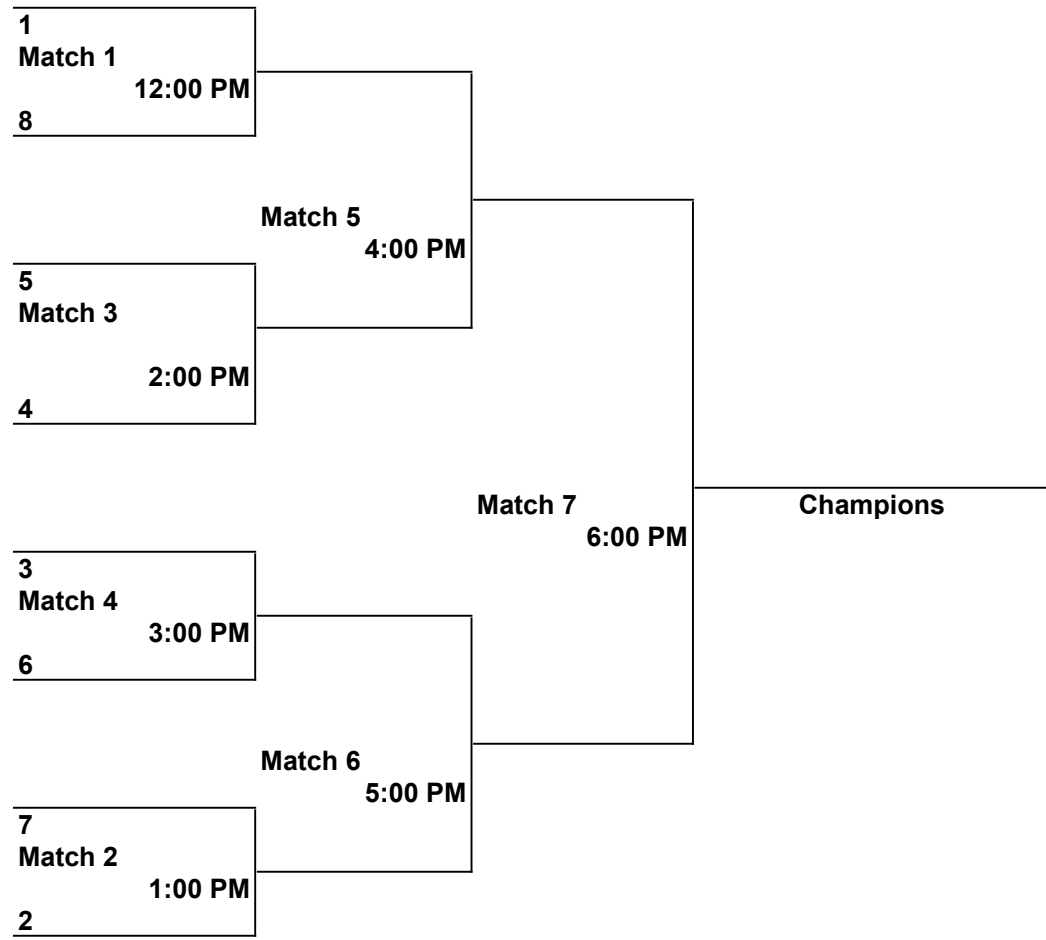 1
Match 1
12:00 PM
8
Match 5
4:00 PM
5
Match 3
2:00 PM
4
Match 7
Champions
6:00 PM
3
Match 4
3:00 PM
6
Match 6
5:00 PM
7
Match 2
1:00 PM
2